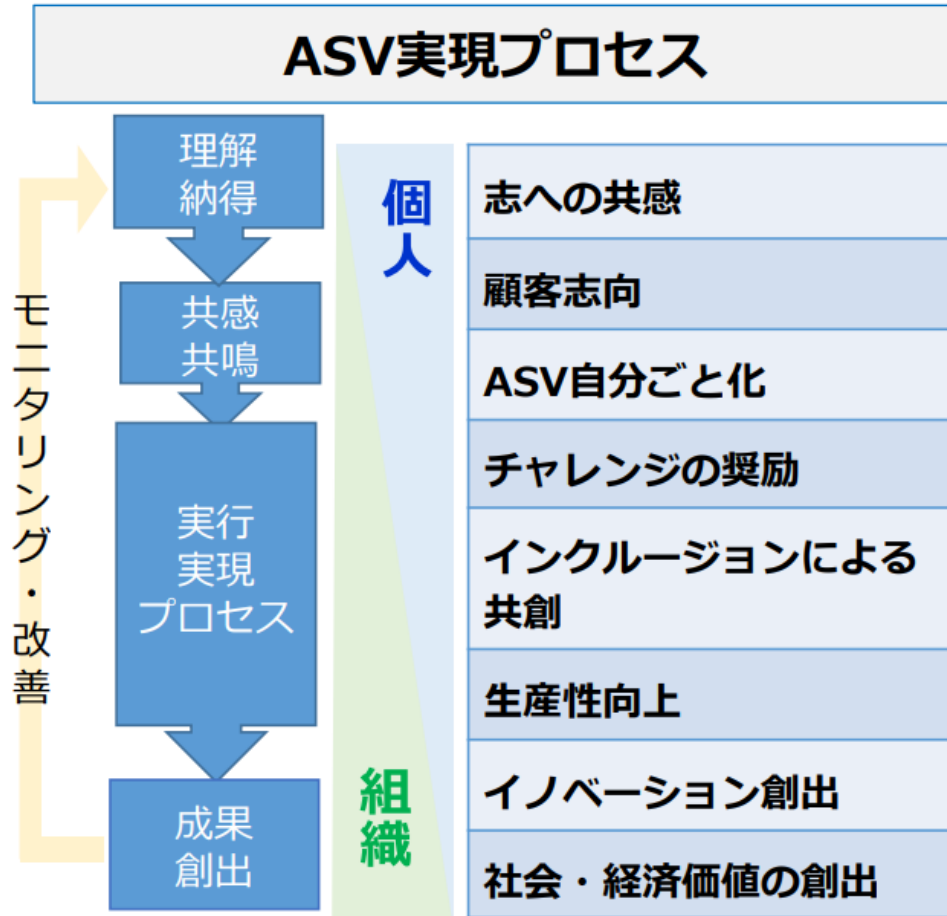 ASV実現プロセス
理解
納得
共感
共鳴
実行
実現
プロセス
成果
創出
モニタリング・改善
個人
組織
志への共感
顧客志向
ASV自分ごと化
チャレンジの奨励
インクルージョンによる
共創
生産性向上
イノベーション創出
社会・経済価値の創出